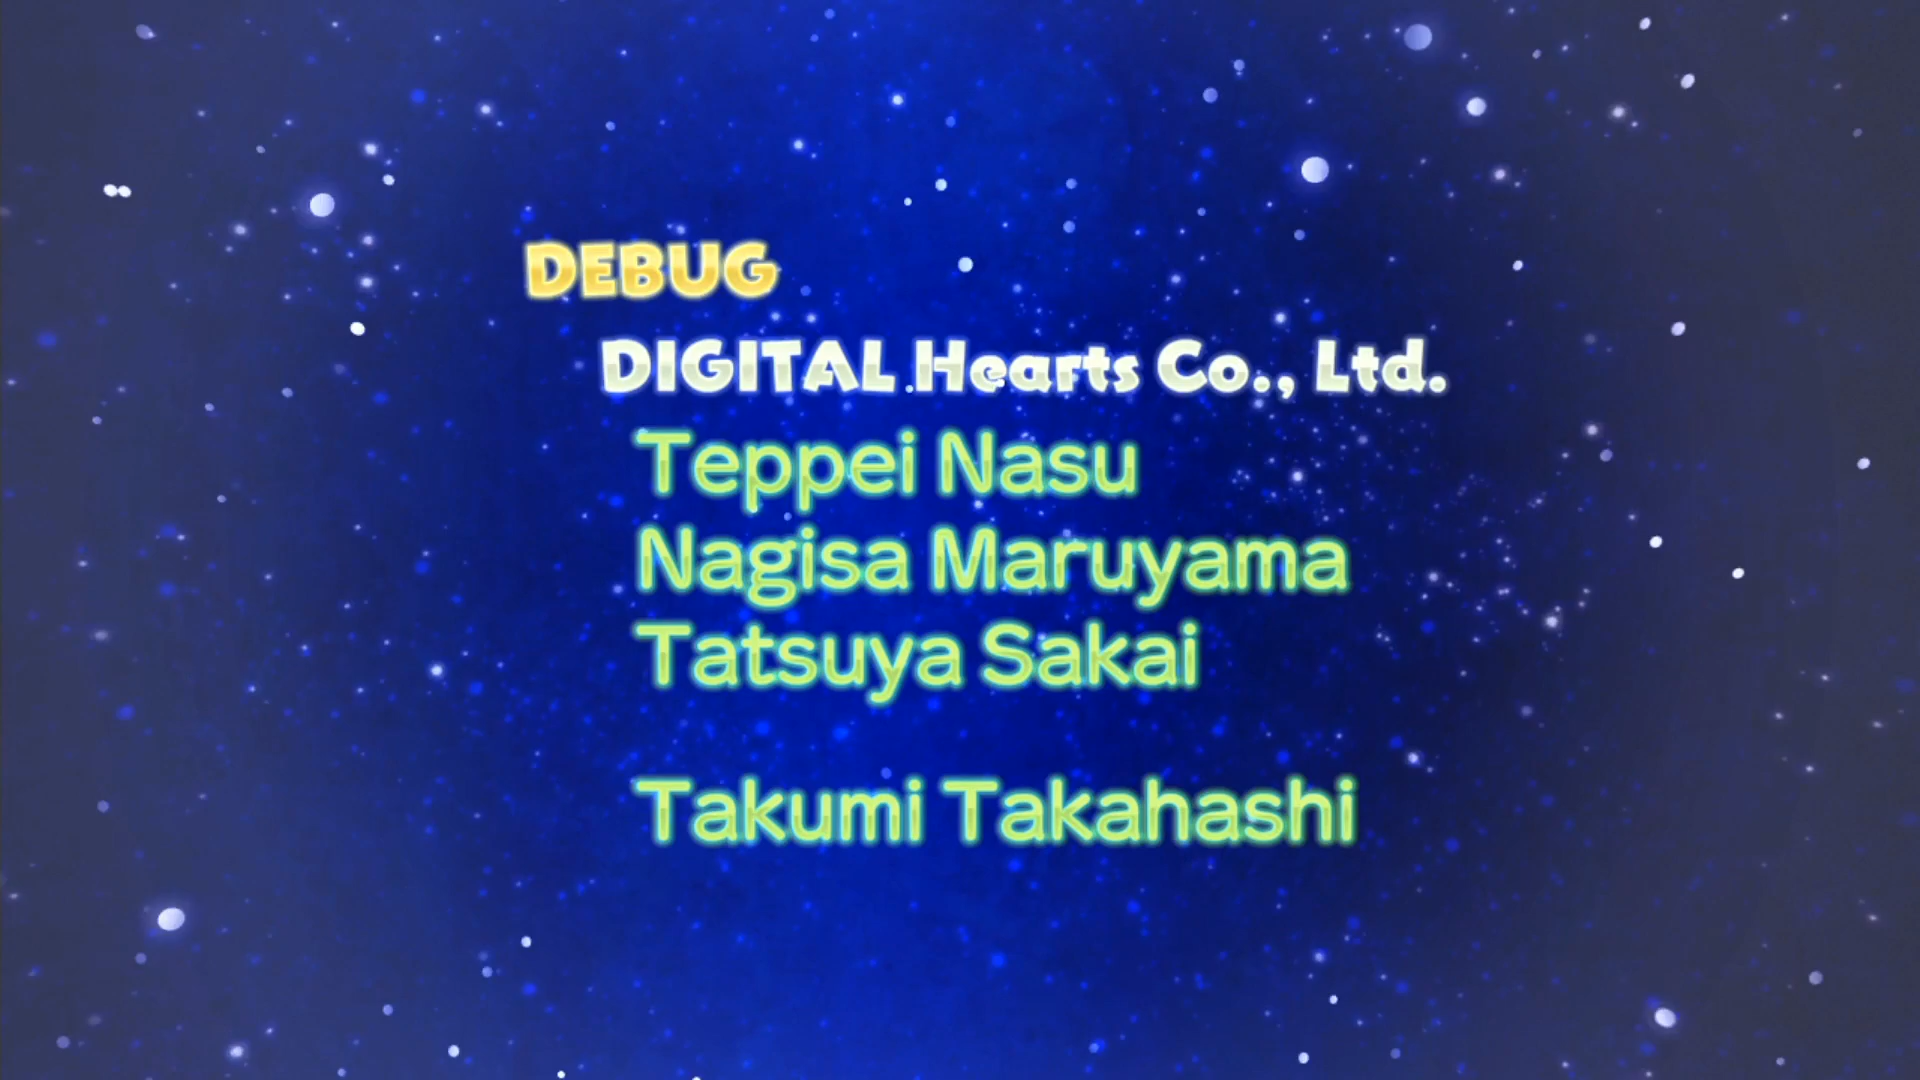 DEBUG
DIGITAL Hearts Co., Ltd.
Teppei Nasu
Nagisa Maruyama
Tatsuya Sakai
Takumi Takahashi